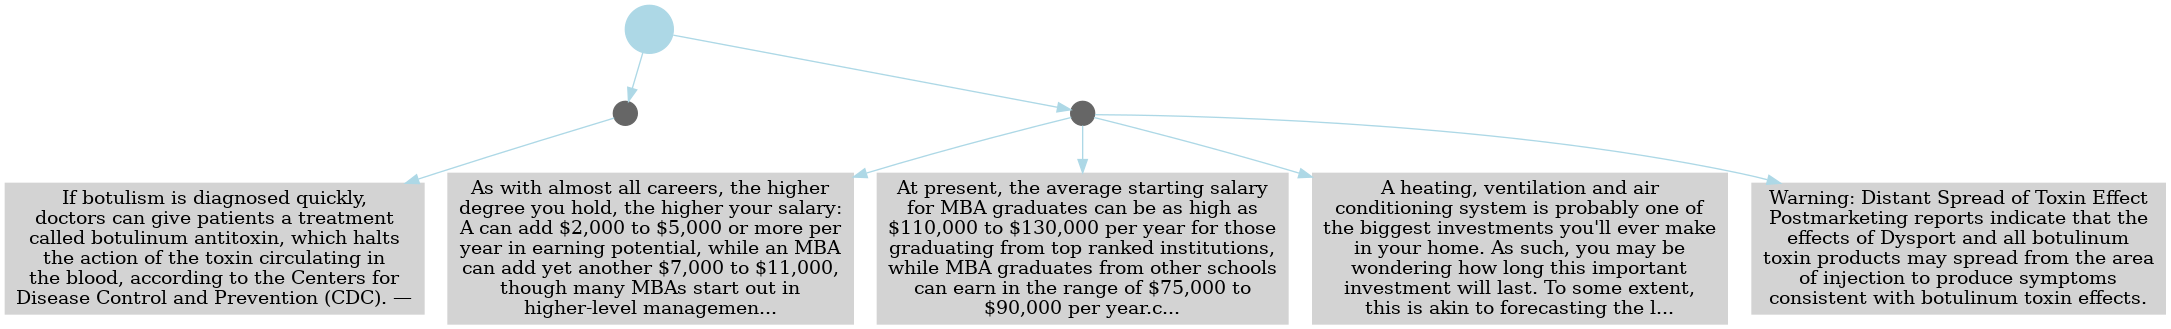 If botulism is diagnosed quickly,
doctors can give patients a treatment
called botulinum antitoxin, which halts
the action of the toxin circulating in
the blood, according to the Centers for
Disease Control and Prevention (CDC). —
As with almost all careers, the higher
degree you hold, the higher your salary:
A can add $2,000 to $5,000 or more per
year in earning potential, while an MBA
can add yet another $7,000 to $11,000,
though many MBAs start out in
higher-level managemen...
At present, the average starting salary
for MBA graduates can be as high as
$110,000 to $130,000 per year for those
graduating from top ranked institutions,
while MBA graduates from other schools
can earn in the range of $75,000 to
$90,000 per year.c...
A heating, ventilation and air
conditioning system is probably one of
the biggest investments you'll ever make
in your home. As such, you may be
wondering how long this important
investment will last. To some extent,
this is akin to forecasting the l...
Warning: Distant Spread of Toxin Effect
Postmarketing reports indicate that the
effects of Dysport and all botulinum
toxin products may spread from the area
of injection to produce symptoms
consistent with botulinum toxin effects.